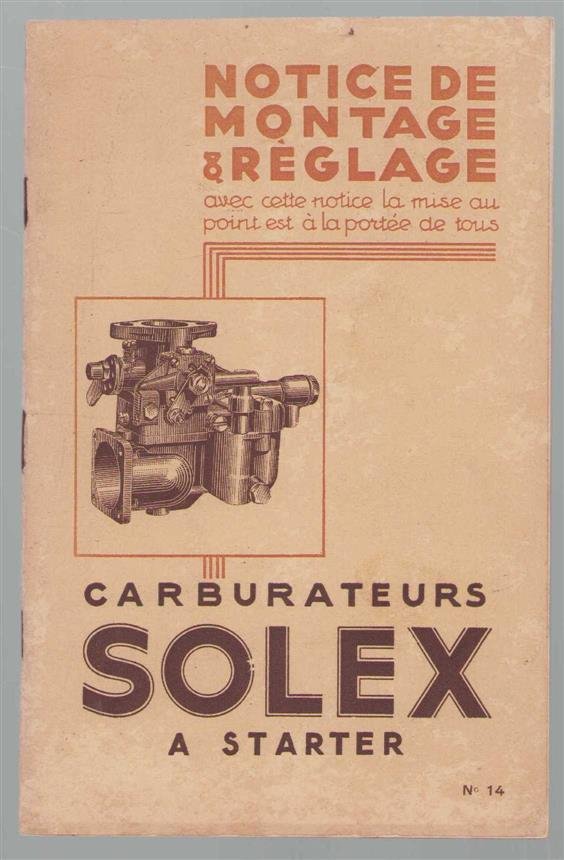 NOTICE DE
MONTAGE
& RÈGLAGE
avec cette notice la mise au
point est à la portée de tous
CARBURATEURS
SOLEX
A STARTER
No 14